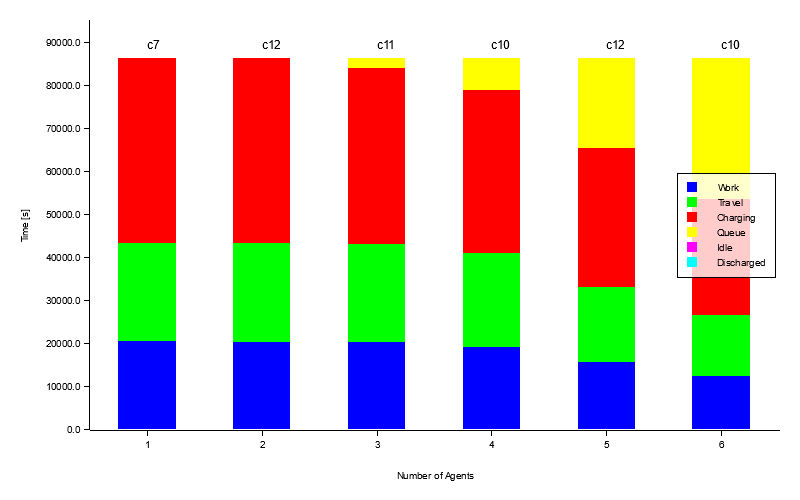 c7 c12 c11 c10 c12 c10
90000.0
80000.0
70000.0
60000.0
50000.0
40000.0
30000.0
20000.0
10000.0
0.0
Time [s]
Work
Travel
Charging
Queue
Idle
Discharged
1 2 3 4 5 6
Number of Agents